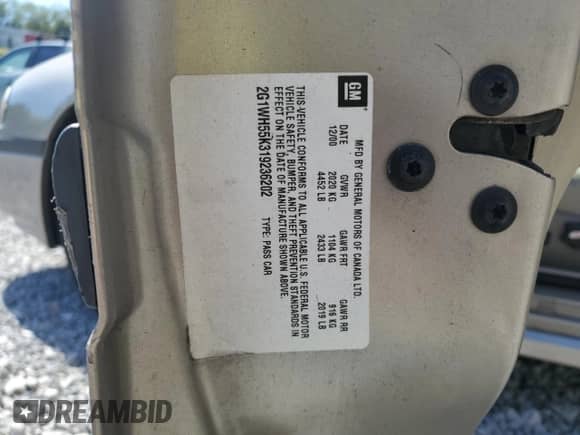 GM
MFD BY GENERAL MOTORS OF CANADA LTD.
DATE GVWR GAWR FRT GAWR RR
12/00 2020 KG 1104 KG 916 KG
4452 LB 2433 LB 2019 LB
THIS VEHICLE CONFORMS TO ALL APPLICABLE U.S. FEDERAL MOTOR
VEHICLE SAFETY, BUMPER, AND THEFT PREVENTION STANDARDS IN
EFFECT ON THE DATE OF MANUFACTURE SHOWN ABOVE.
2G1WH55K319236202 TYPE: PASS CAR
DREAMBID